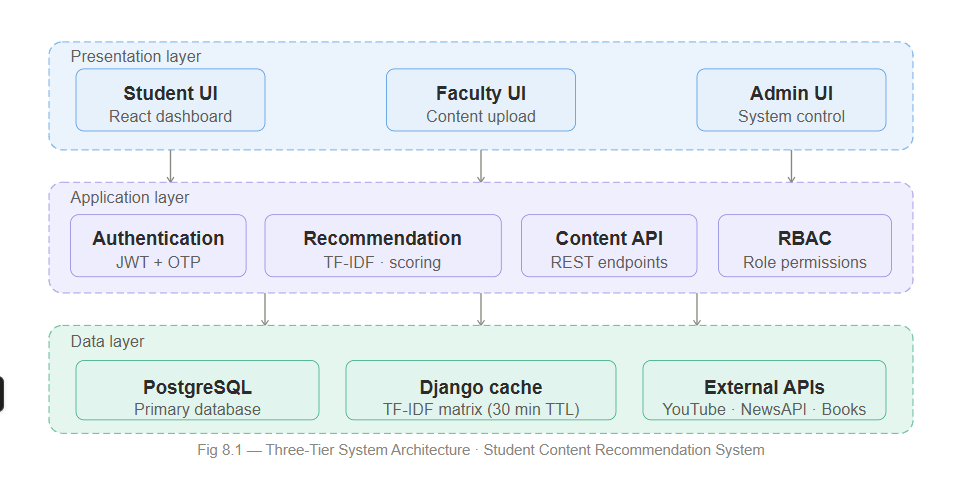 Presentation layer
Student UI
React dashboard
Faculty UI
Content upload
Admin UI
System control
Application layer
Authentication
JWT + OTP
Recommendation
TF-IDF · scoring
Content API
REST endpoints
RBAC
Role permissions
Data layer
PostgreSQL
Primary database
Django cache
TF-IDF matrix (30 min TTL)
External APIs
YouTube · NewsAPI · Books
Fig 8.1 — Three-Tier System Architecture · Student Content Recommendation System